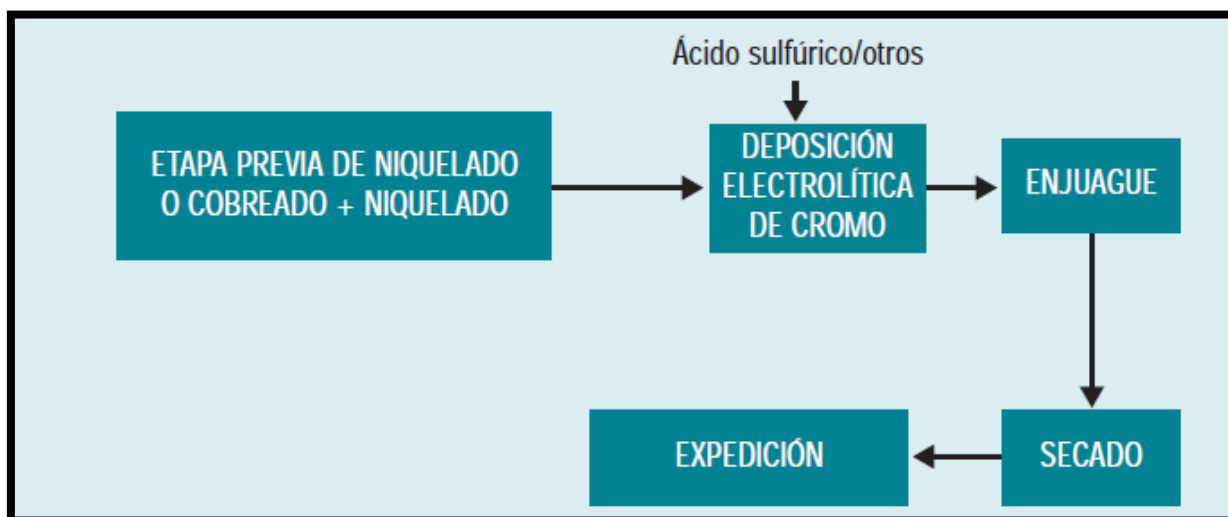 Ácido sulfúrico/otros
ETAPA PREVIA DE NIQUELADO
O COBREADO + NIQUELADO
DEPOSICIÓN
ELECTROLÍTICA
DE CROMO
ENJUAGUE
SECADO
EXPEDICIÓN